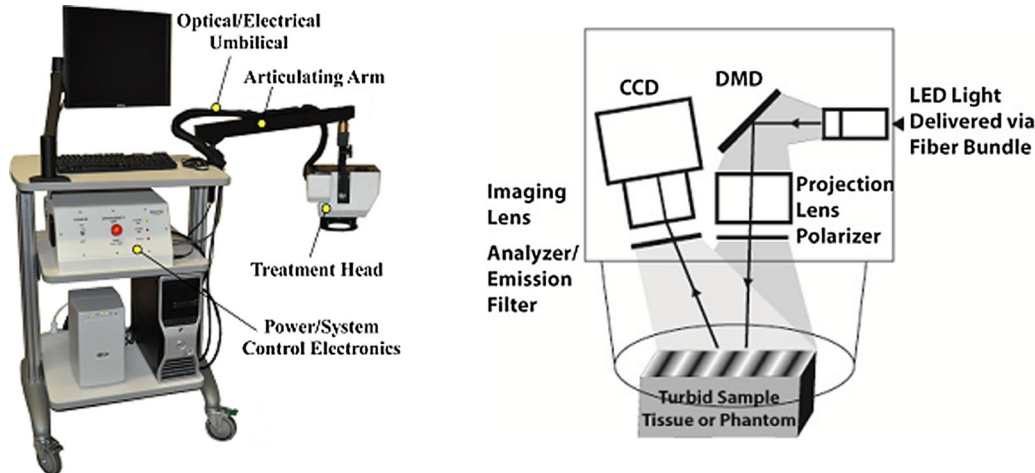 Optical/Electrical
Umbilical
Articulating Arm
Treatment Head
Power/System
Control Electronics
CCD
DMD
LED Light
Delivered via
Fiber Bundle
Imaging
Lens
Projection
Lens
Polarizer
Analyzer/
Emission
Filter
Turbid Sample
Tissue or Phantom